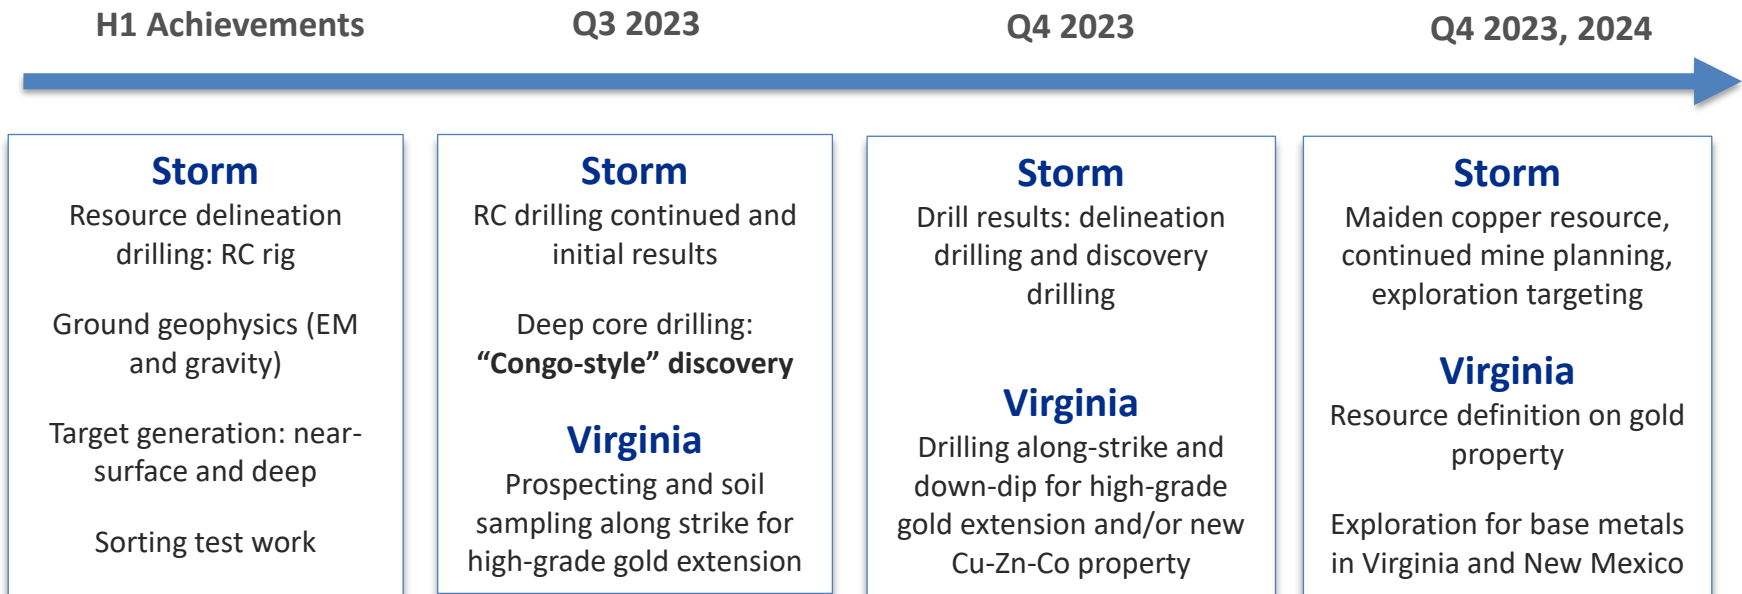 H1 Achievements
Q3 2023
Q4 2023
Q4 2023, 2024
Storm
Resource delineation
drilling: RC rig
Ground geophysics (EM
and gravity)
Target generation: near-
surface and deep
Sorting test work
Storm
RC drilling continued and
initial results
Deep core drilling:
“Congo-style” discovery
Virginia
Prospecting and soil
sampling along strike for
high-grade gold extension
Storm
Drill results: delineation
drilling and discovery
drilling
Virginia
Drilling along-strike and
down-dip for high-grade
gold extension and/or new
Cu-Zn-Co property
Storm
Maiden copper resource,
continued mine planning,
exploration targeting
Virginia
Resource definition on gold
property
Exploration for base metals
in Virginia and New Mexico